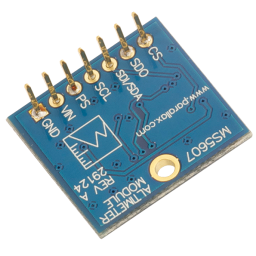 GND
VIN
PS
SCL
SDA/SDI
SDO
CS
www.parallax.com
MS5607
ALTIMETER
MODULE
REV A
29124